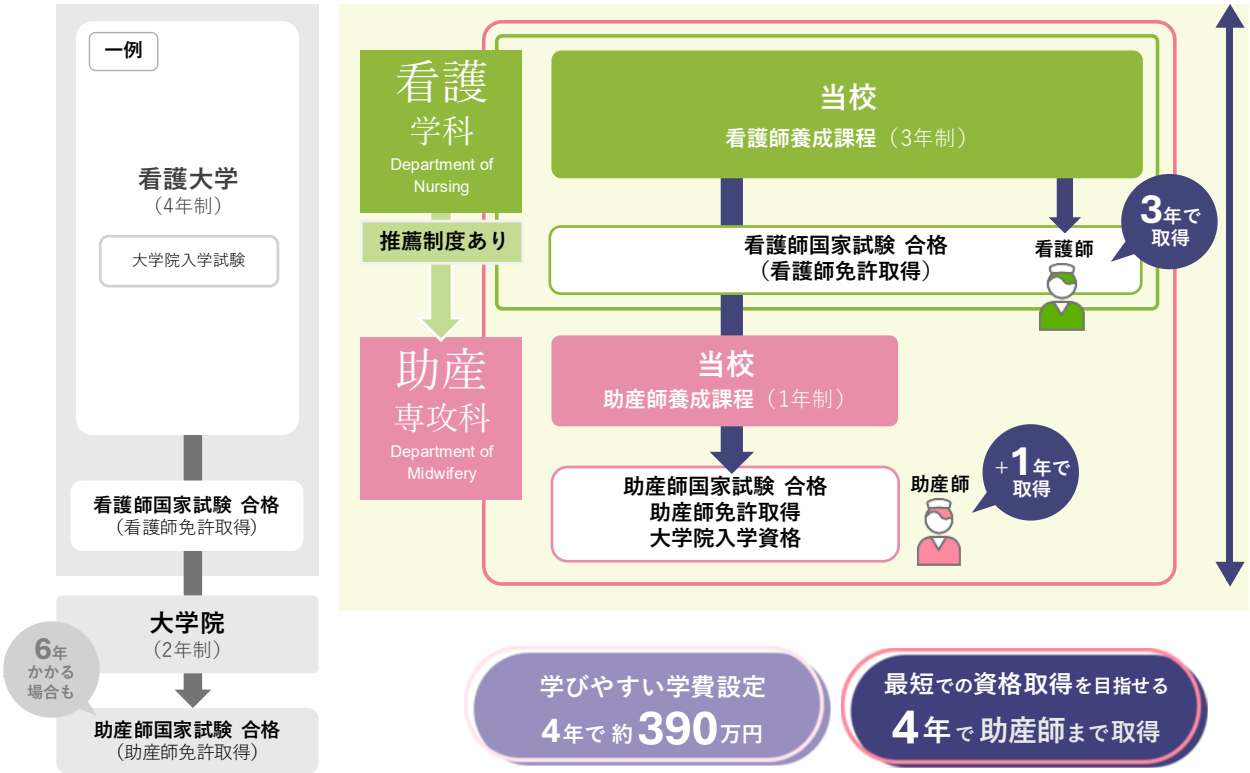 一例
看護大学
（4年制）
大学院入学試験
看護師国家試験 合格
（看護師免許取得）
大学院
（2年制）
6年
かかる
場合も
助産師国家試験 合格
（助産師免許取得）
看護
学科
Department of
Nursing
推薦制度あり
助産
専攻科
Department of
Midwifery
当校
看護師養成課程（3年制）
看護師国家試験 合格
（看護師免許取得）
看護師
3年で
取得
当校
助産師養成課程（1年制）
助産師国家試験 合格
助産師免許取得
大学院入学資格
助産師
+1年で
取得
学びやすい学費設定
4年で 約390万円
最短での資格取得を目指せる
4年で助産師まで取得